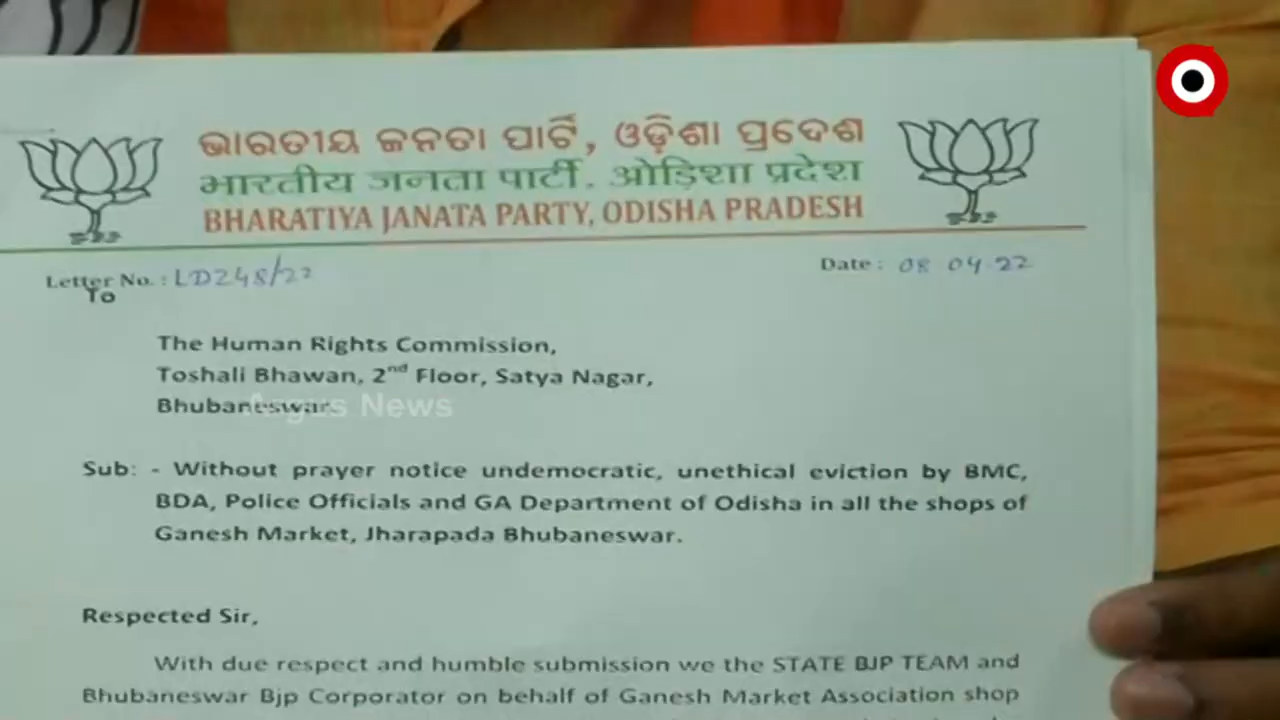 ଭାରତୀୟ ଜନତା ପାର୍ଟି, ଓଡ଼ିଶା ପ୍ରଦେଶ
भारतीय जनता पार्टी, ओड़िशा प्रदेश
BHARATIYA JANATA PARTY, ODISHA PRADESH
Letter No. : LD248/22 Date : 08 04 22
To
The Human Rights Commission,
Toshali Bhawan, 2nd Floor, Satya Nagar,
Bhubaneswar
Argus News
Sub: - Without prayer notice undemocratic, unethical eviction by BMC,
BDA, Police Officials and GA Department of Odisha in all the shops of
Ganesh Market, Jharapada Bhubaneswar.
Respected Sir,
With due respect and humble submission we the STATE BJP TEAM and
Bhubaneswar Bjp Corporator on behalf of Ganesh Market Association shop